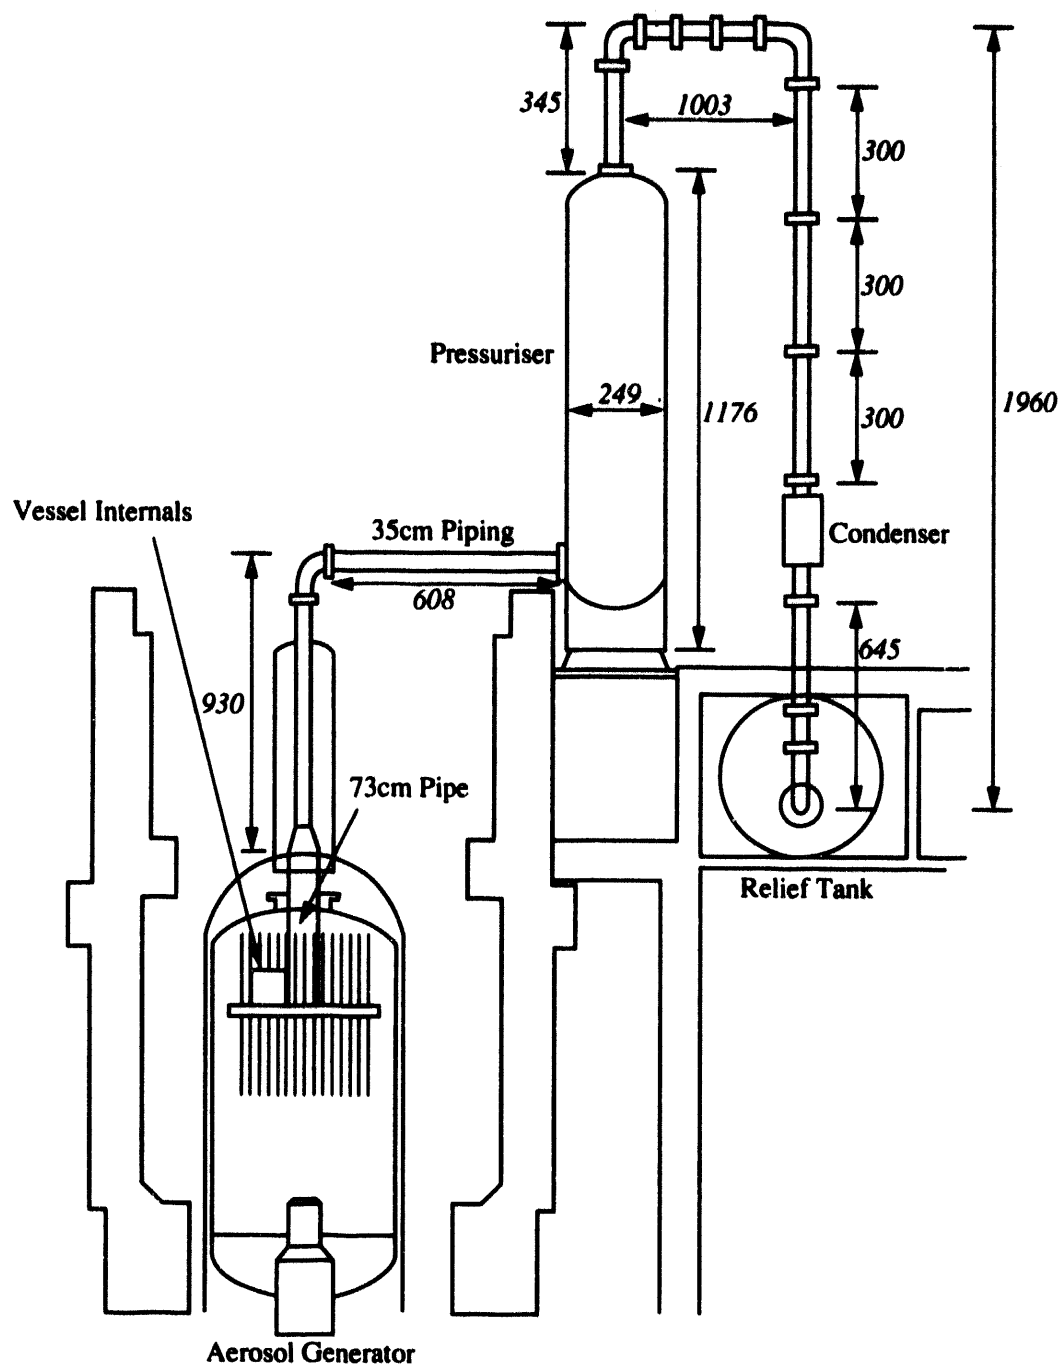 345
1003
300
300
Pressuriser
249
1176
300
1960
Vessel Internals
35cm Piping
Condenser
608
645
930
73cm Pipe
Relief Tank
Aerosol Generator